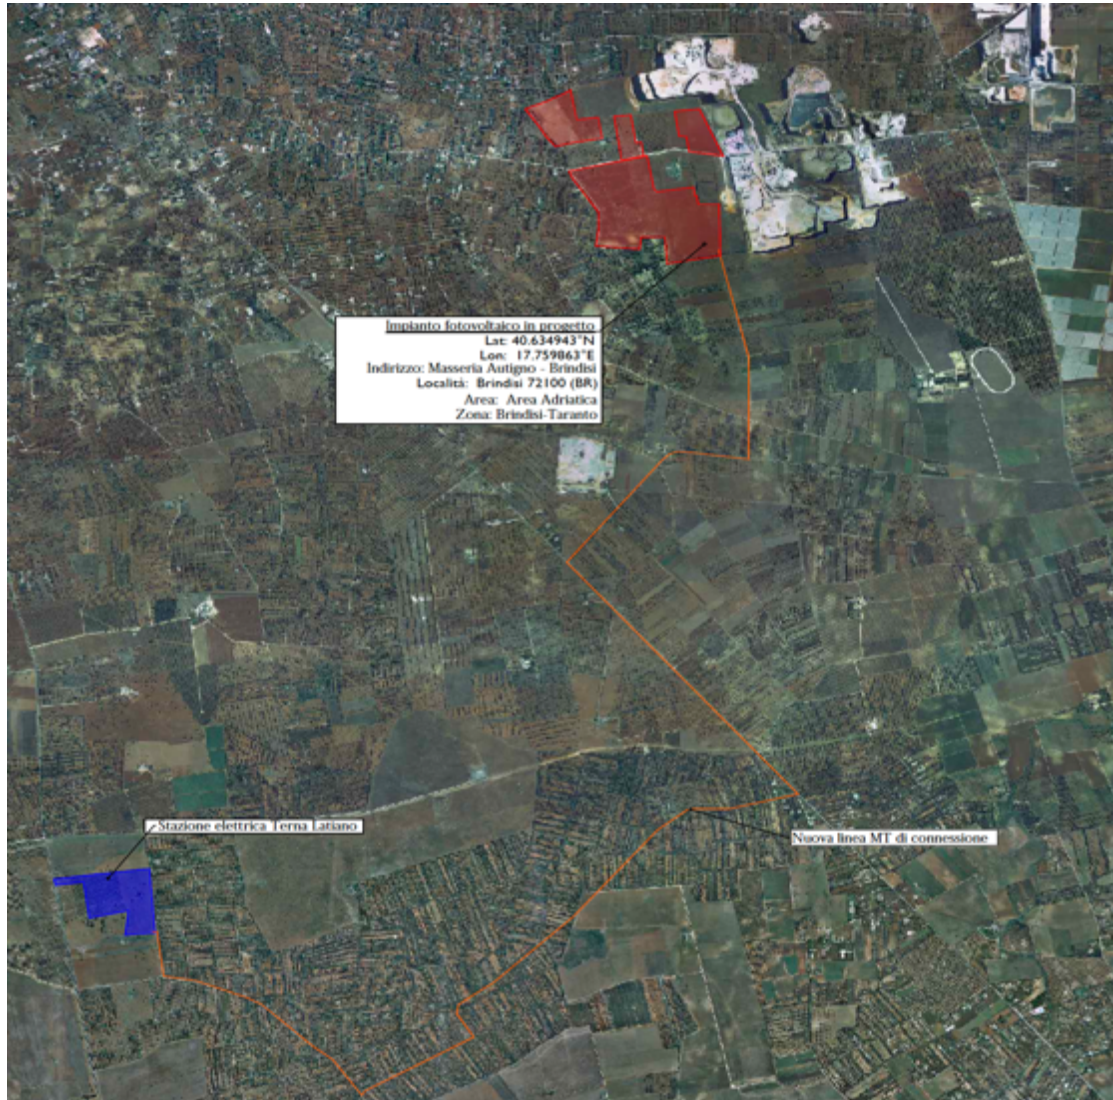 Impianto fotovoltaico in progetto
Lat: 40.634943°N
Lon: 17.759863°E
Indirizzo: Masseria Autigno - Brindisi
Località: Brindisi 72100 (BR)
Area: Area Adriatica
Zona: Brindisi-Taranto
Stazione elettrica Terna Latiano
Nuova linea MT di connessione